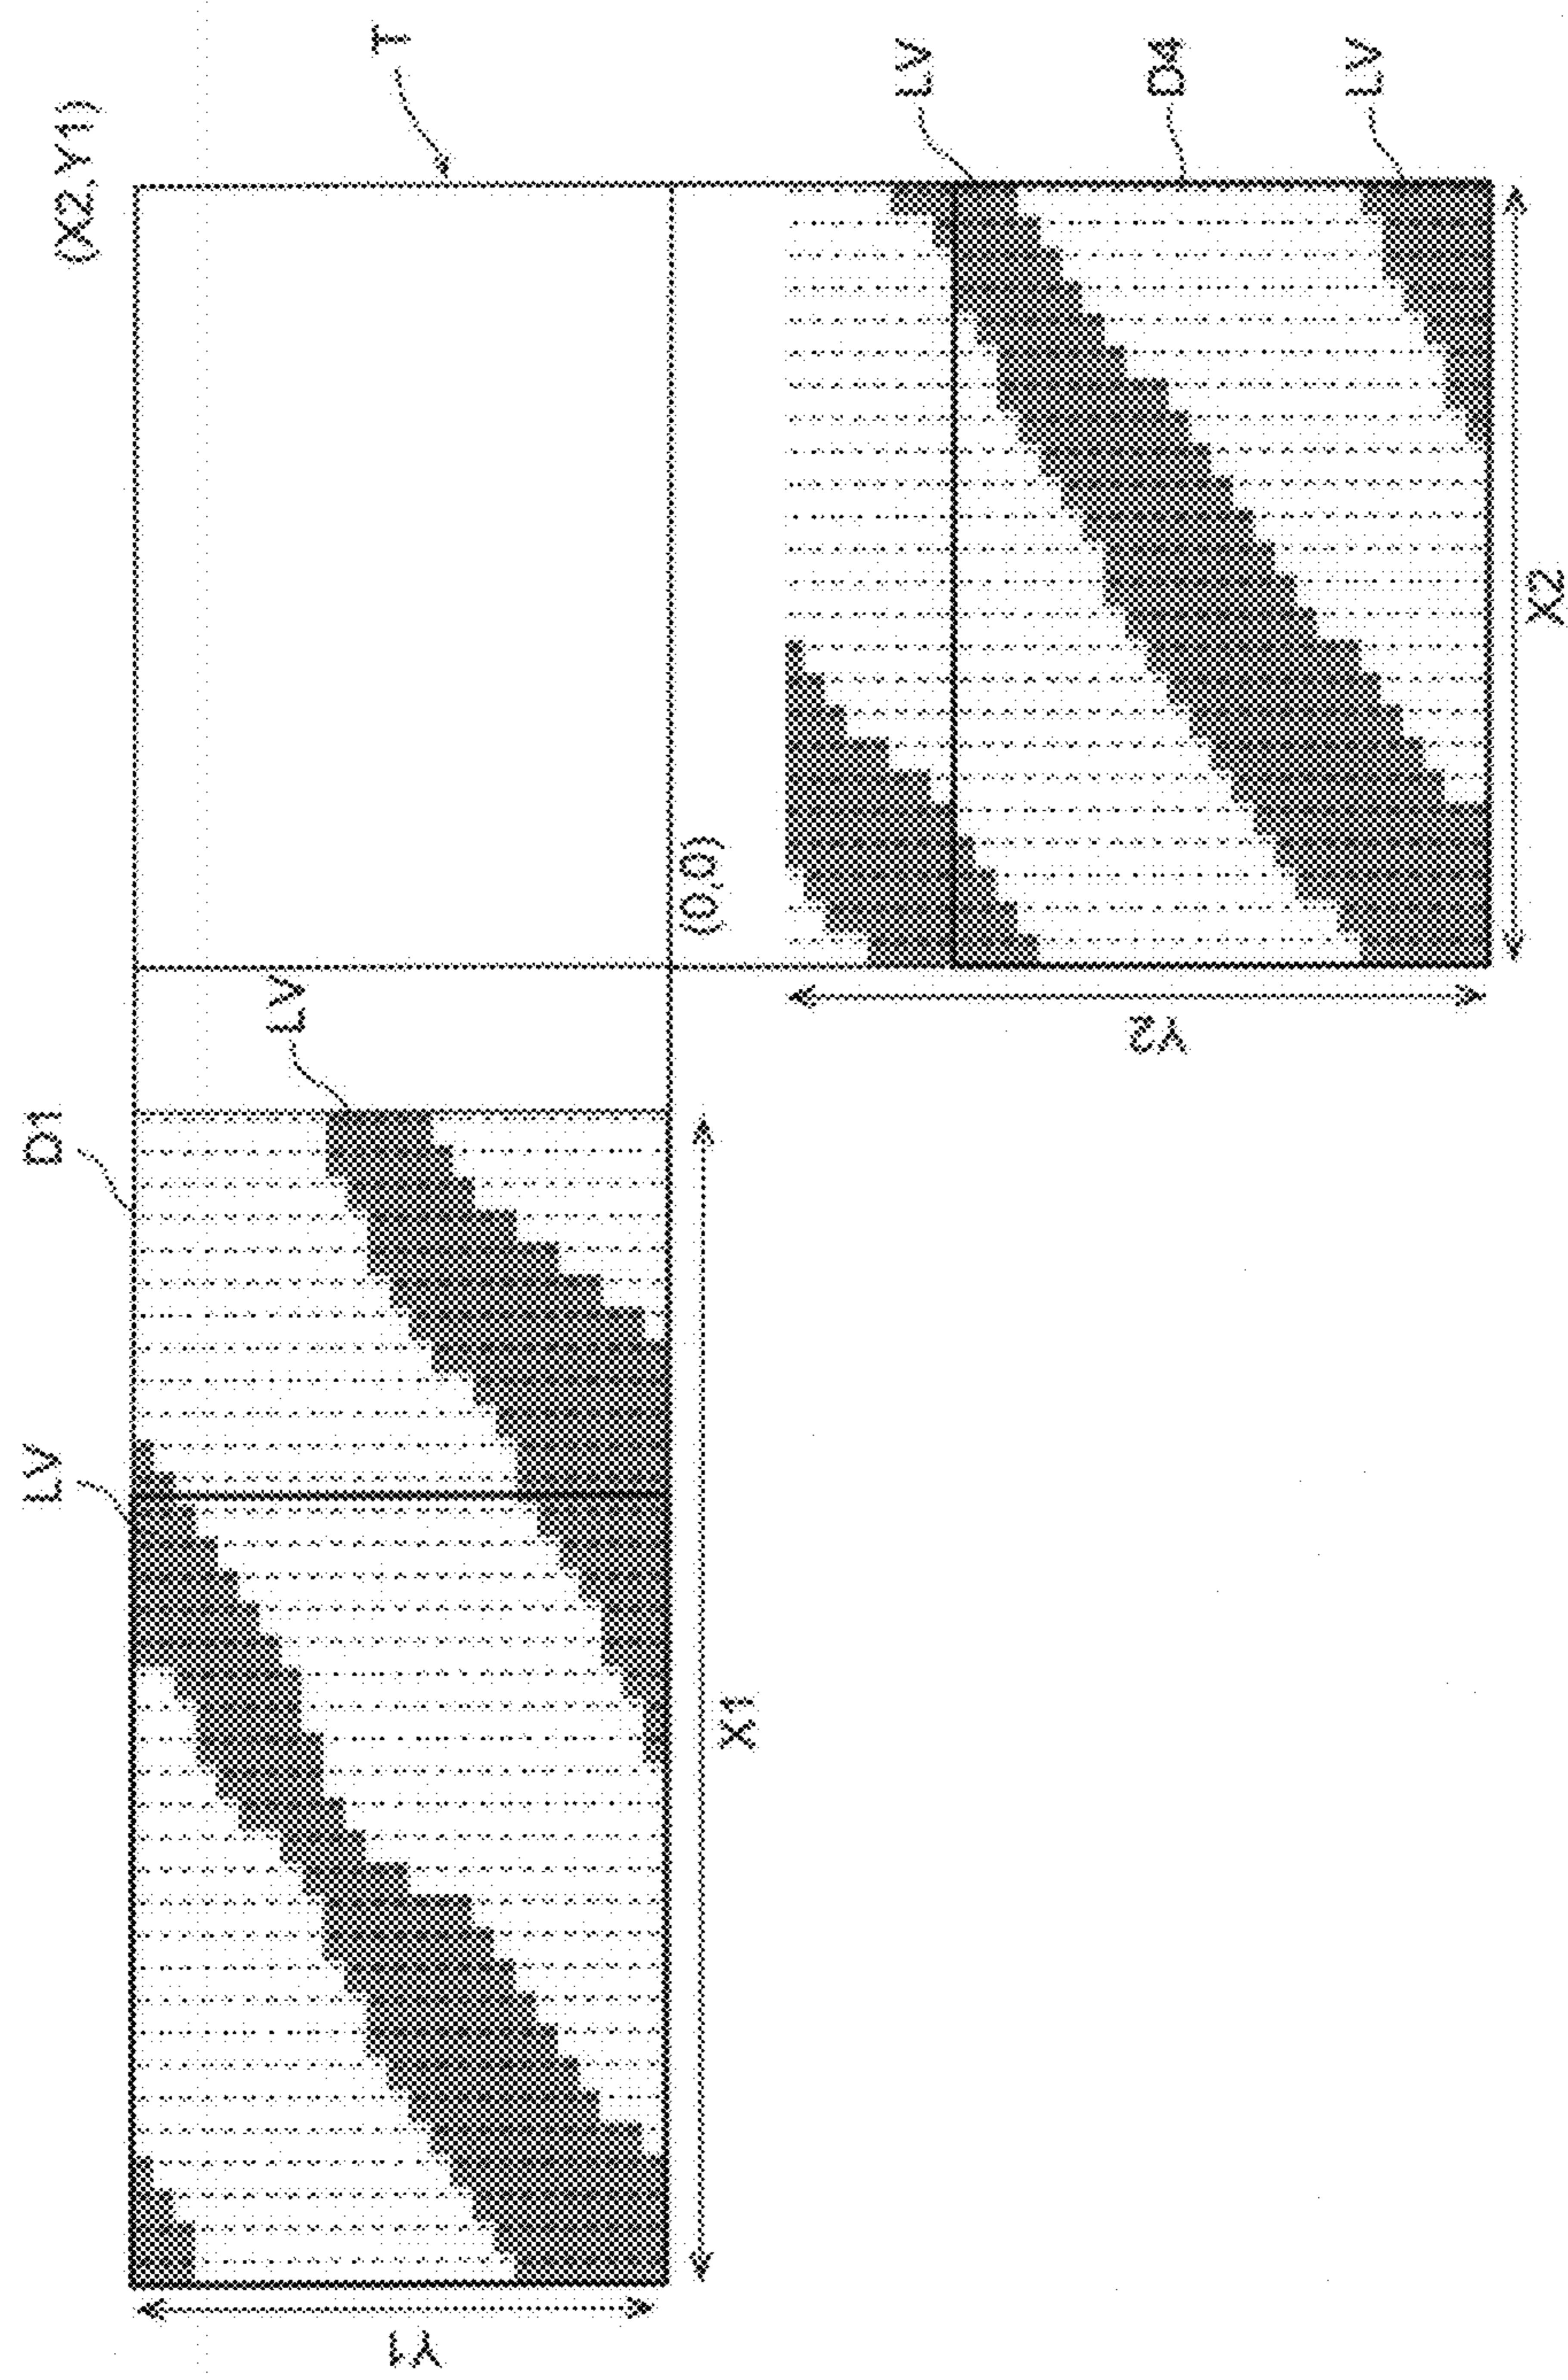 (X2,Y1)
T
LV
D4
LV
(0,0)
X2
Y2
LV
D1
LV
X1
Y1